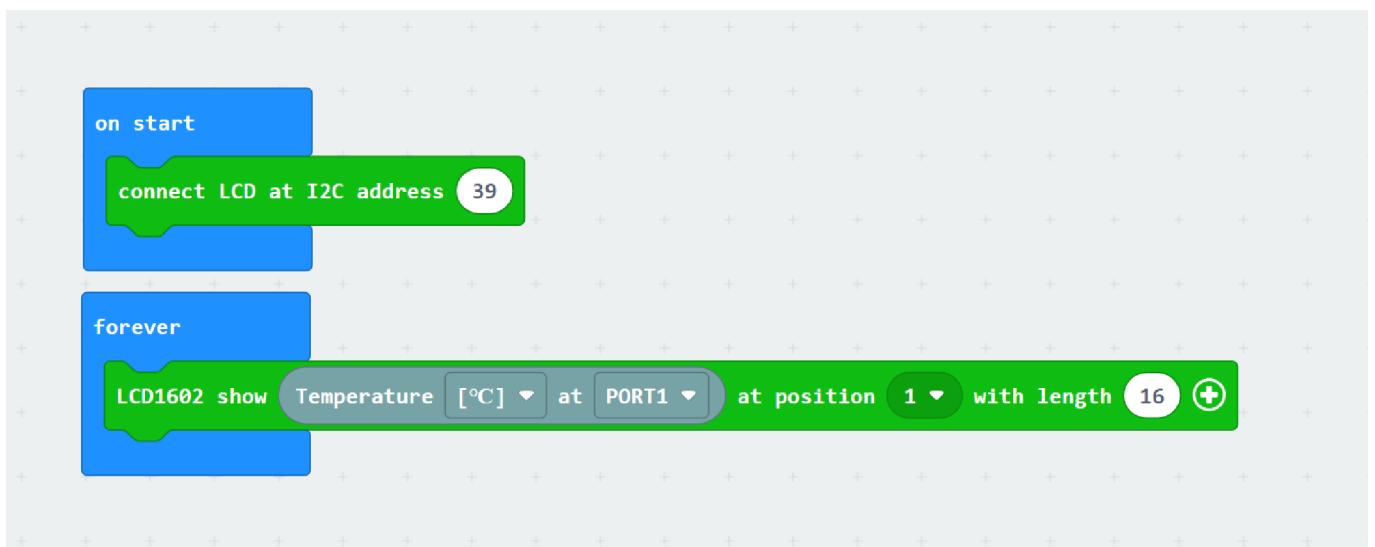 on start
connect LCD at I2C address 39
forever
LCD1602 show Temperature [℃] at PORT1 at position 1 with length 16